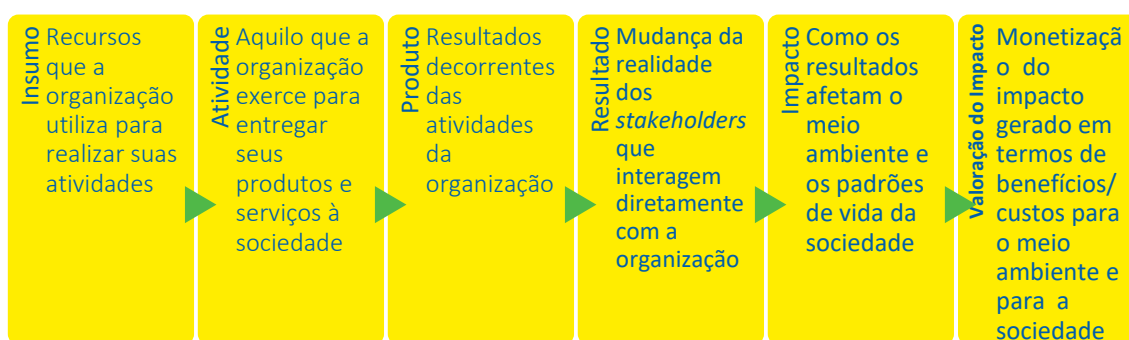 Insumo
Recursos
que a
organização
utiliza para
realizar suas
atividades
Atividade
Aquilo que a
organização
exerce para
entregar
seus
produtos e
serviços à
sociedade
Produto
Resultados
decorrentes
das
atividades
da
organização
Resultado
Mudança da
realidade
dos
stakeholders
que
interagem
diretamente
com a
organização
Impacto
Como os
resultados
afetam o
meio
ambiente e
os padrões
de vida da
sociedade
Valoração do Impacto
Monetizaçã
o do
impacto
gerado em
termos de
benefícios/
custos para
o meio
ambiente e
para a
sociedade